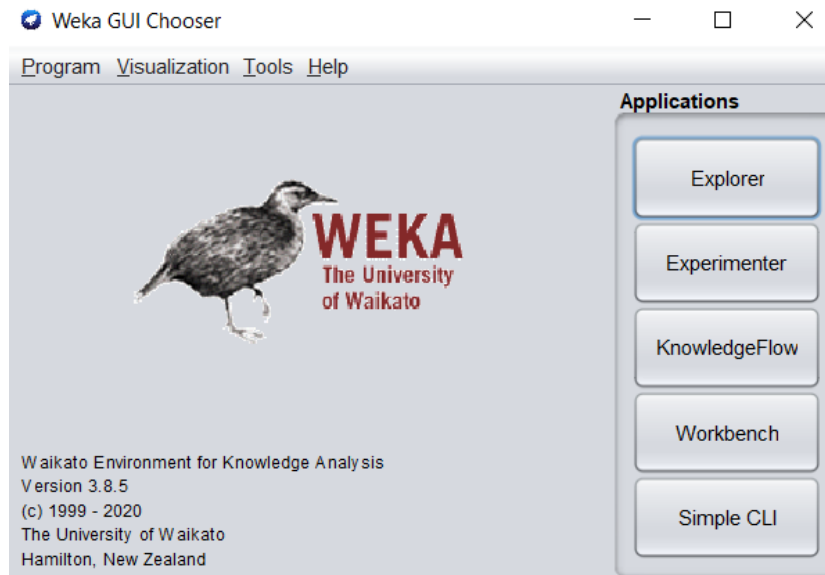 Weka GUI Chooser
Program Visualization Tools Help
Applications
Explorer
Experimenter
KnowledgeFlow
Workbench
Simple CLI
WEKA
The University
of Waikato
Waikato Environment for Knowledge Analysis
Version 3.8.5
(c) 1999 - 2020
The University of Waikato
Hamilton, New Zealand